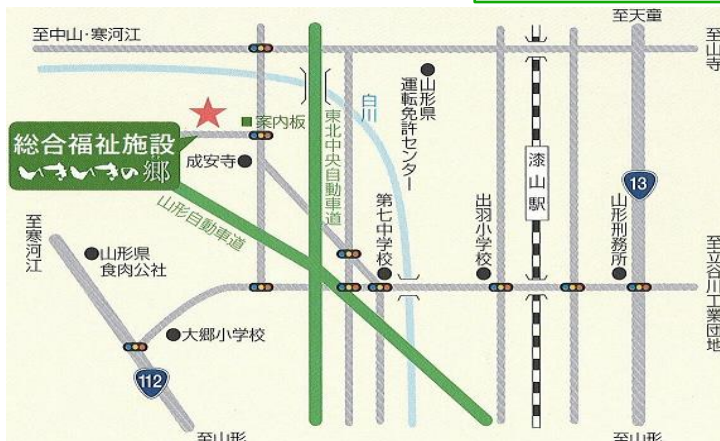 至天童
至中山・寒河江
至山寺
白川
山形県
運転免許センター
案内板
東北中央自動車道
総合福祉施設
いきいきの郷
成安寺
漆山駅
13
山形自動車道
第七中学校
出羽小学校
山形刑務所
至寒河江
山形県
食肉公社
至立谷川工業団地
大郷小学校
112
至山形
至山形